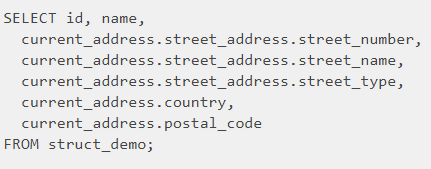 SELECT id, name,
  current_address.street_address.street_number,
  current_address.street_address.street_name,
  current_address.street_address.street_type,
  current_address.country,
  current_address.postal_code
FROM struct_demo;